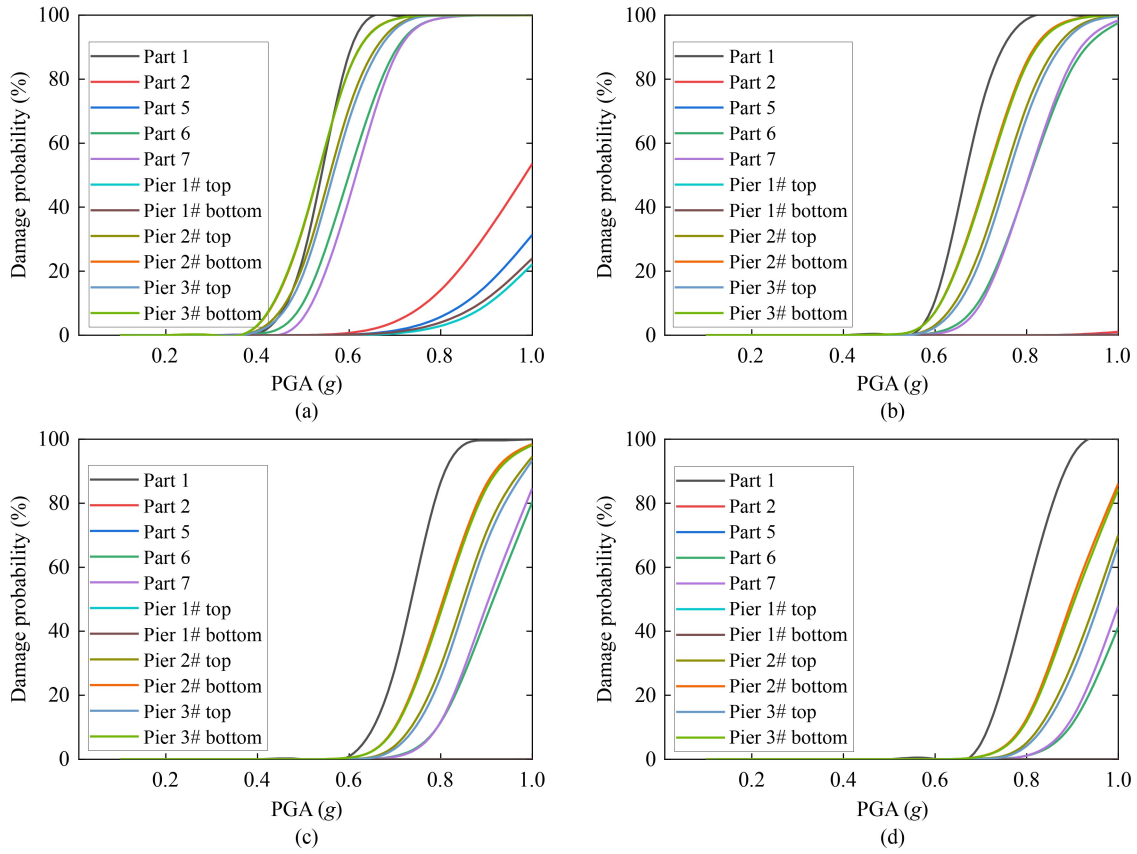 100
80
60
40
20
0
Damage probability (%)
Part 1
Part 2
Part 5
Part 6
Part 7
Pier 1# top
Pier 1# bottom
Pier 2# top
Pier 2# bottom
Pier 3# top
Pier 3# bottom
0.2 0.4 0.6 0.8 1.0
PGA (g)
(a)
100
80
60
40
20
0
Damage probability (%)
Part 1
Part 2
Part 5
Part 6
Part 7
Pier 1# top
Pier 1# bottom
Pier 2# top
Pier 2# bottom
Pier 3# top
Pier 3# bottom
0.2 0.4 0.6 0.8 1.0
PGA (g)
(b)
100
80
60
40
20
0
Damage probability (%)
Part 1
Part 2
Part 5
Part 6
Part 7
Pier 1# top
Pier 1# bottom
Pier 2# top
Pier 2# bottom
Pier 3# top
Pier 3# bottom
0.2 0.4 0.6 0.8 1.0
PGA (g)
(c)
100
80
60
40
20
0
Damage probability (%)
Part 1
Part 2
Part 5
Part 6
Part 7
Pier 1# top
Pier 1# bottom
Pier 2# top
Pier 2# bottom
Pier 3# top
Pier 3# bottom
0.2 0.4 0.6 0.8 1.0
PGA (g)
(d)